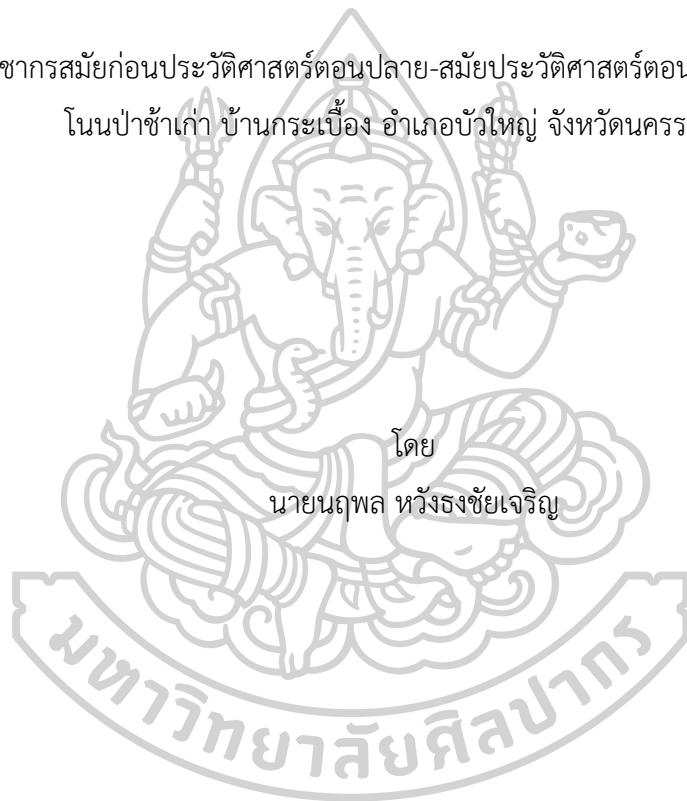 ชากรสมัยก่อนประวัติศาสตร์ตอนปลาย-สมัยประวัติศาสตร์ตอน
โนนป่าช้าเก่า บ้านกระเบื้อง อำเภอบัวใหญ่ จังหวัดนครร
โดย
นายนฤพล หวังธงชัยเจริญ
มหาวิทยาลัยศิลปากร